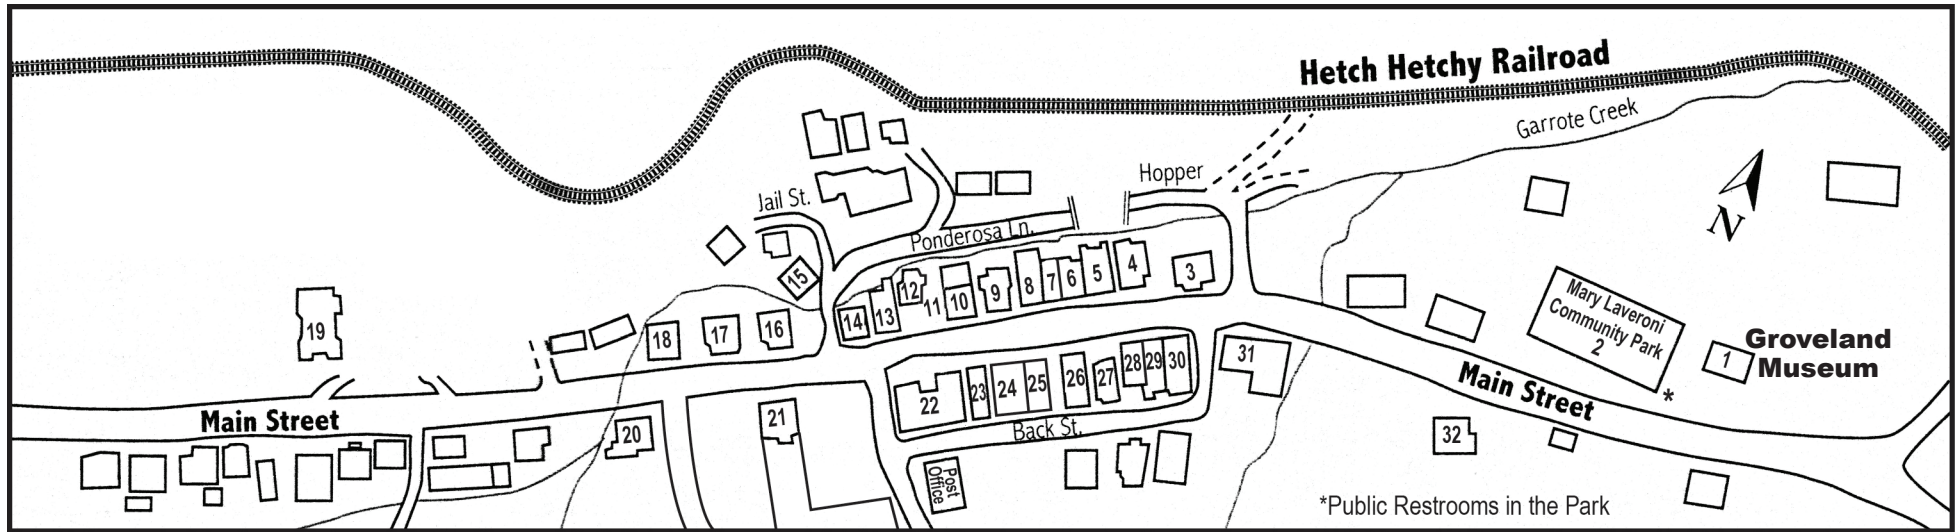 Hetch Hetchy Railroad
Garrote Creek
Hopper
Jail St.
Ponderosa Ln.
N
15
12
11
10
9
8
7
6
5
4
3
14
13
16
17
18
19
Mary Laveroni
Community Park
2
1
Groveland
Museum
*
Main Street
Main Street
20
21
22
23
24
25
26
27
28
29
30
31
32
Back St.
Post
Office
*Public Restrooms in the Park